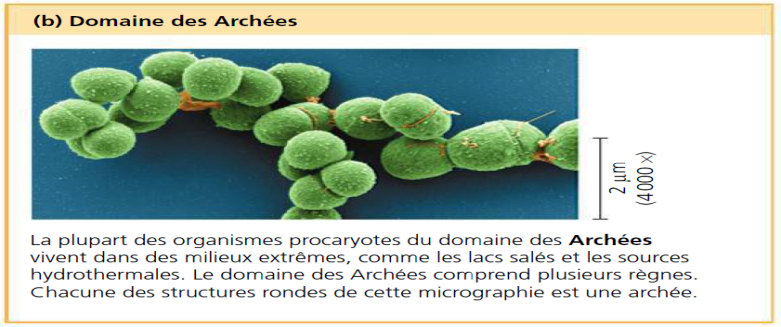 (b) Domaine des Archées
2 µm
(4 000 x)
La plupart des organismes procaryotes du domaine des Archées
vivent dans des milieux extrêmes, comme les lacs salés et les sources
hydrothermales. Le domaine des Archées comprend plusieurs règnes.
Chacune des structures rondes de cette micrographie est une archée.